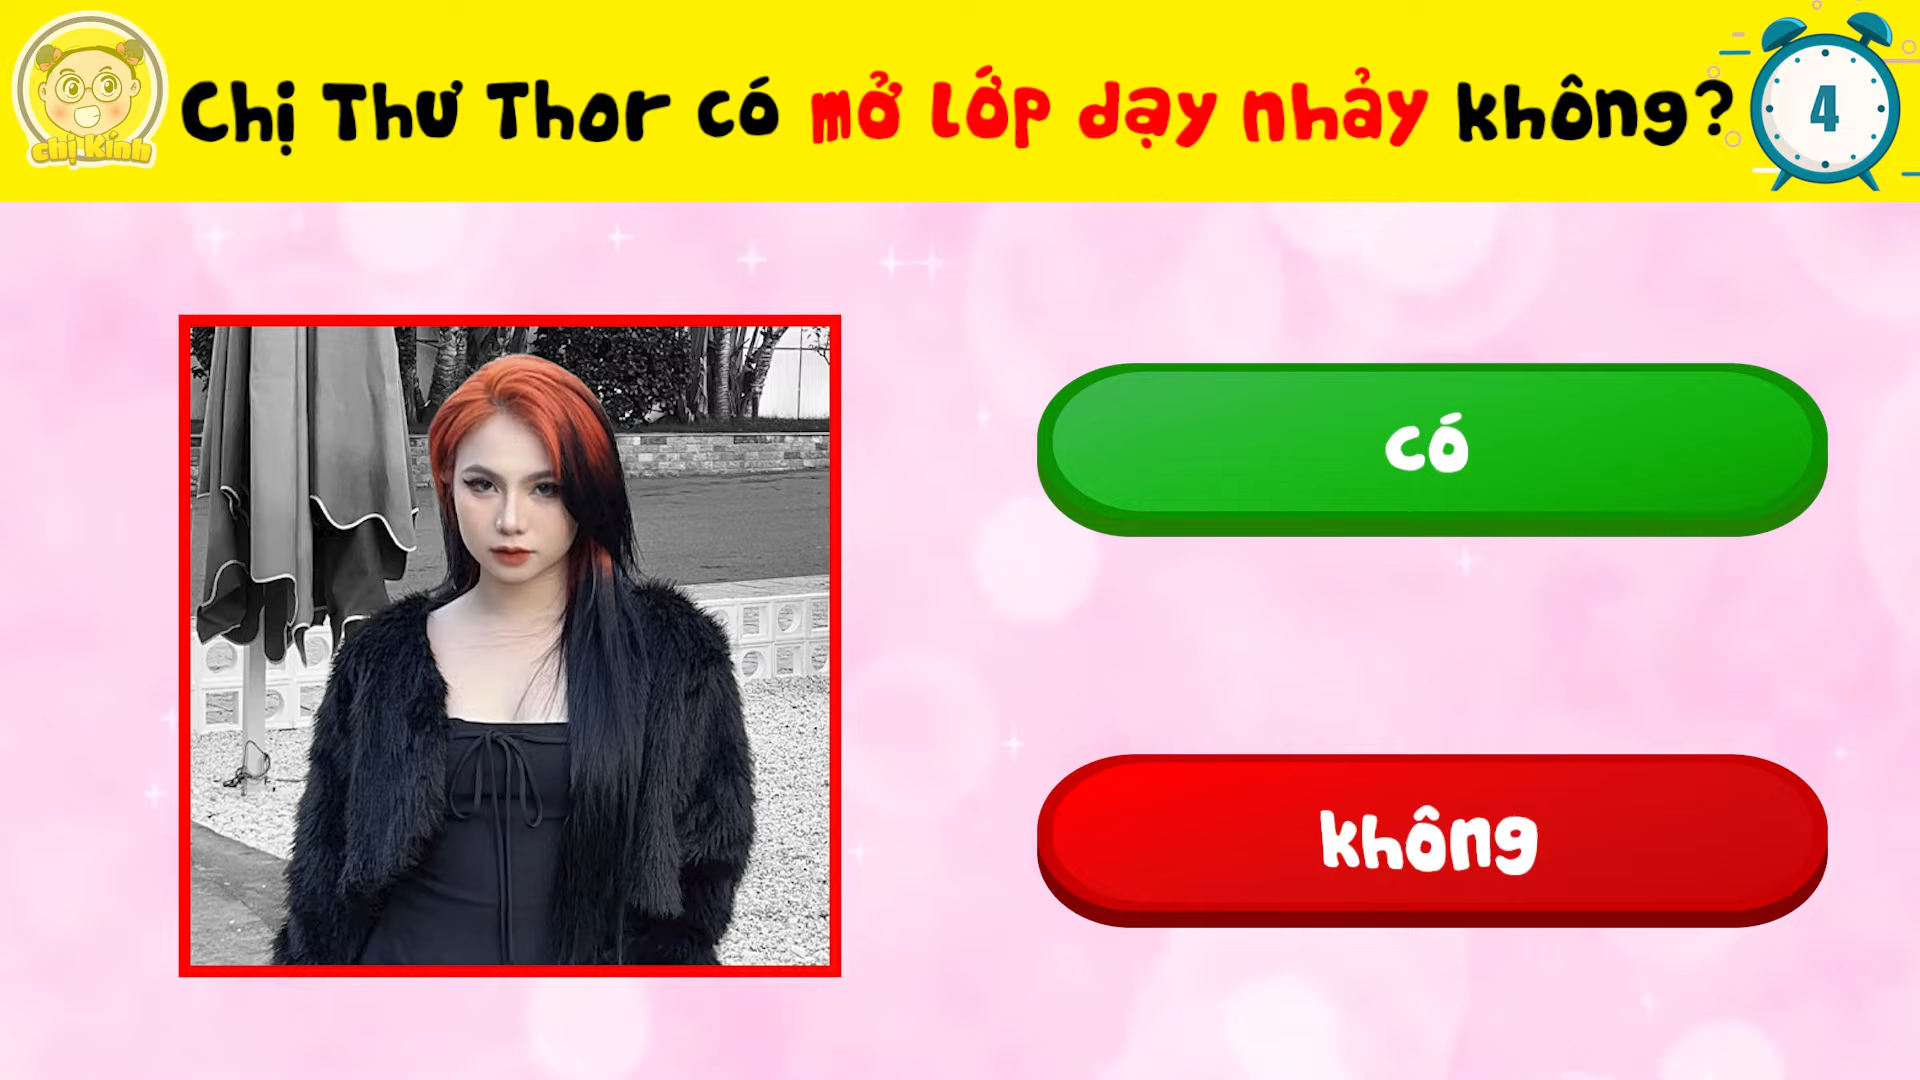 Chị Thư Thor có mở lớp dạy nhảy không?
4
chị Kính
có
không